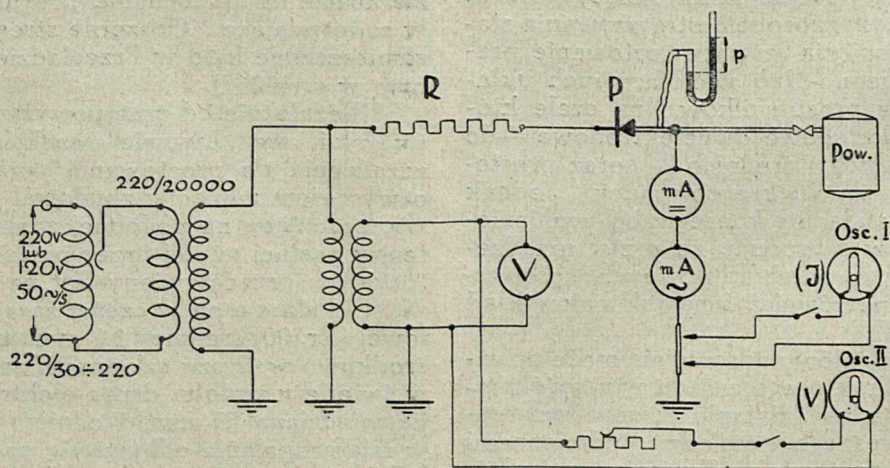 p
R
P
Pow.
220/20000
mA
=
220V
lub
120V
50~/s
V
mA
~
Osc. I
(J)
220/30÷220
Osc. II
(V)